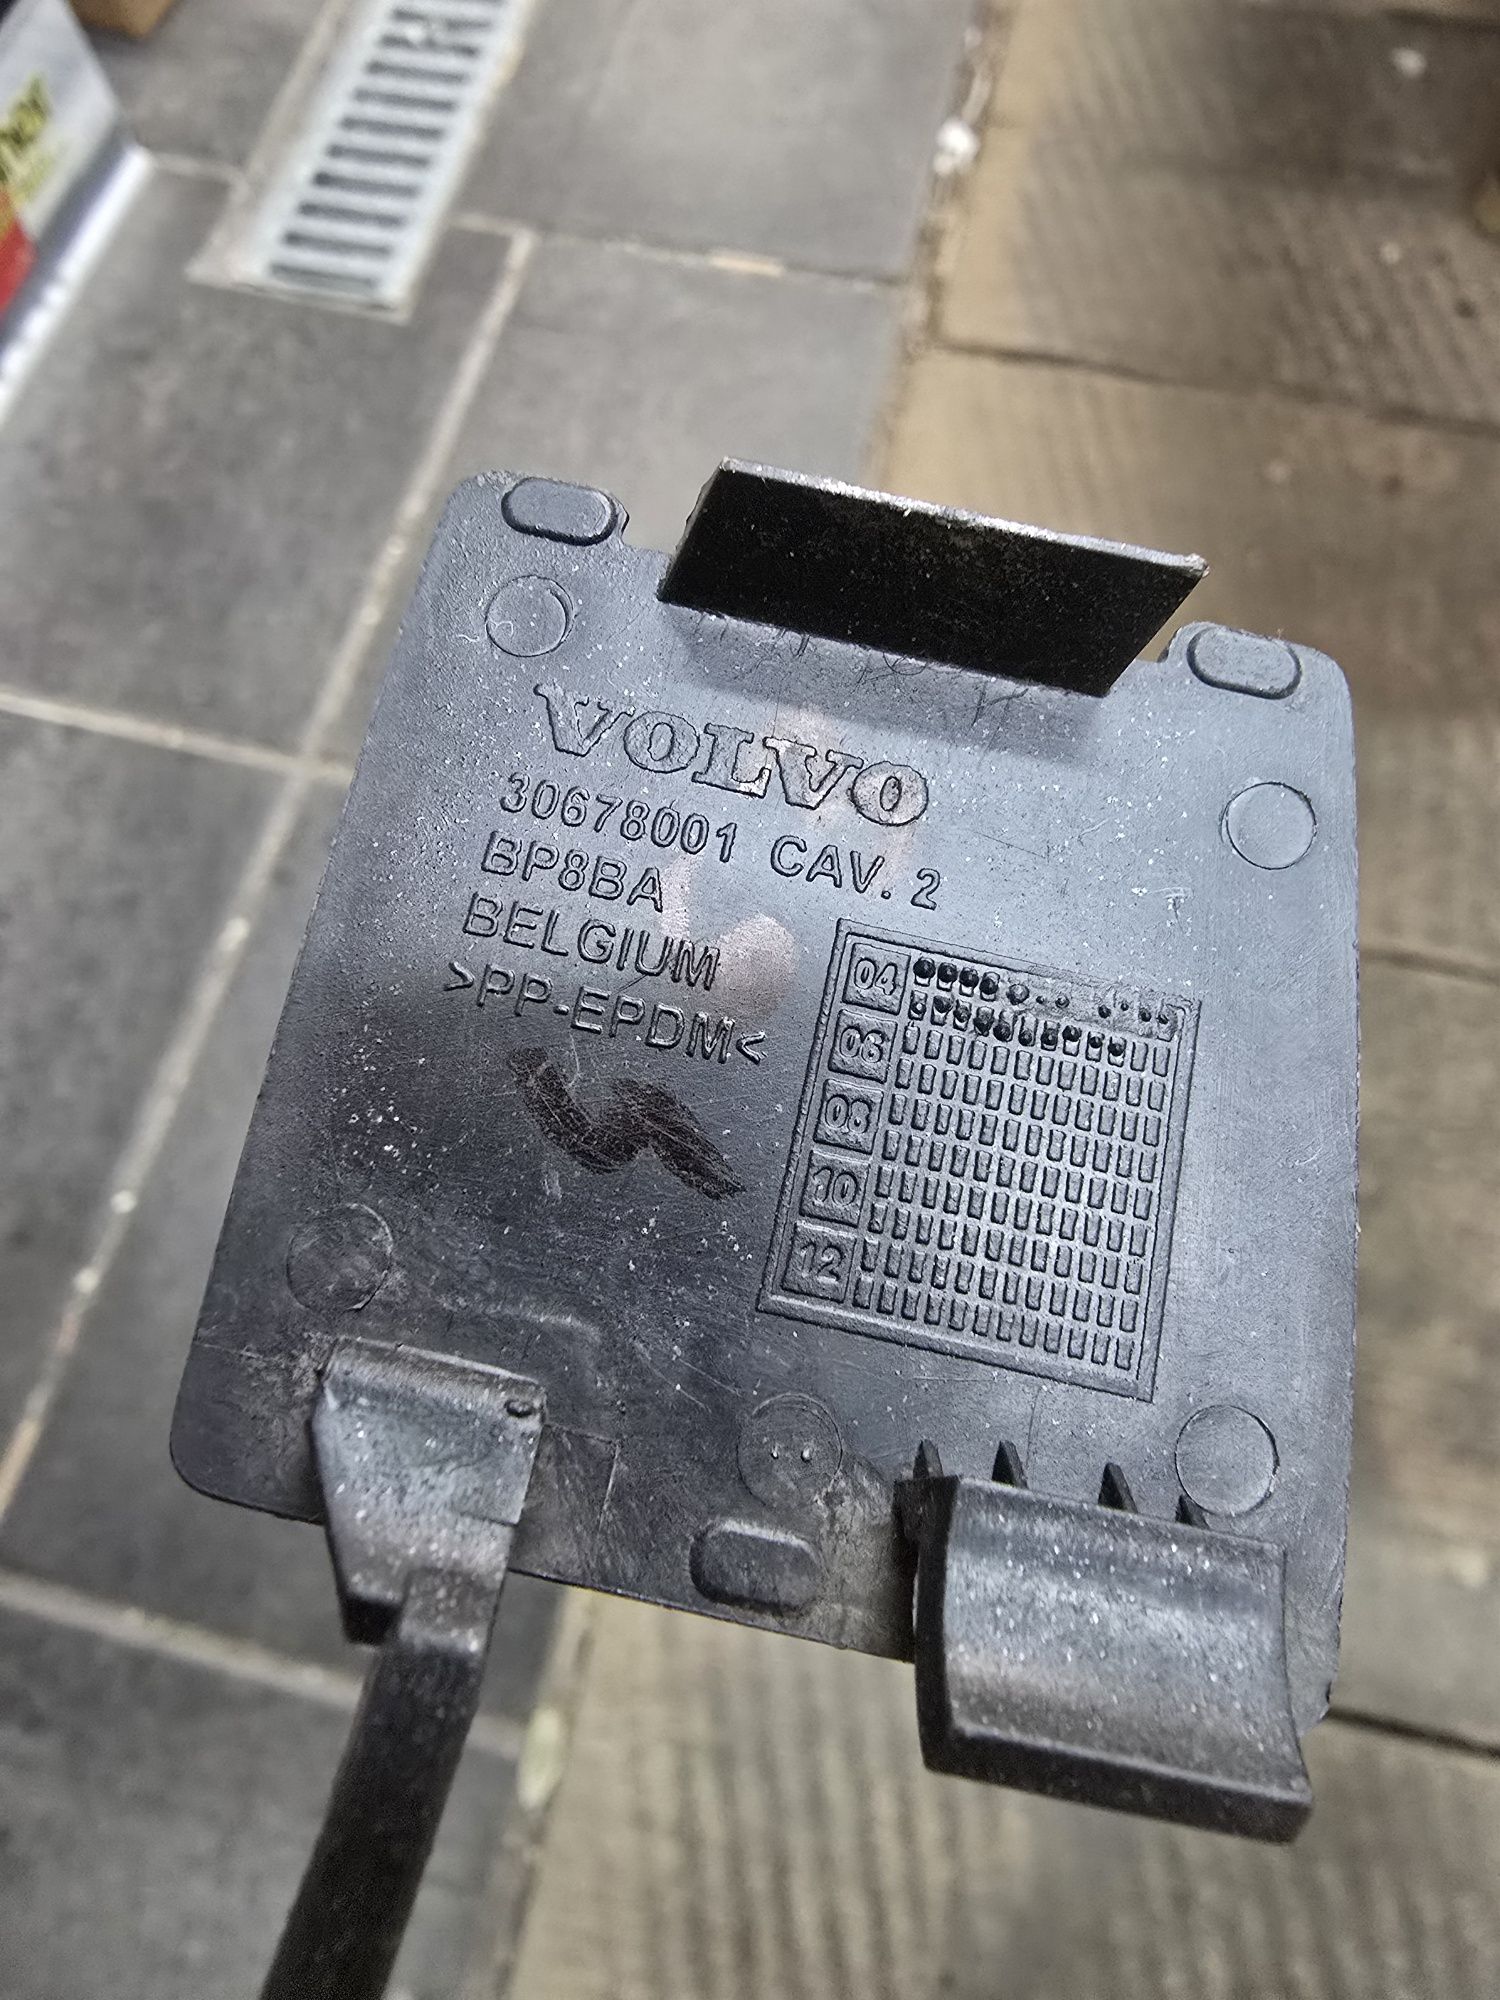 VOLVO
30678001 CAV. 2
BP8BA
BELGIUM
>PP-EPDM<
04
06
08
10
12